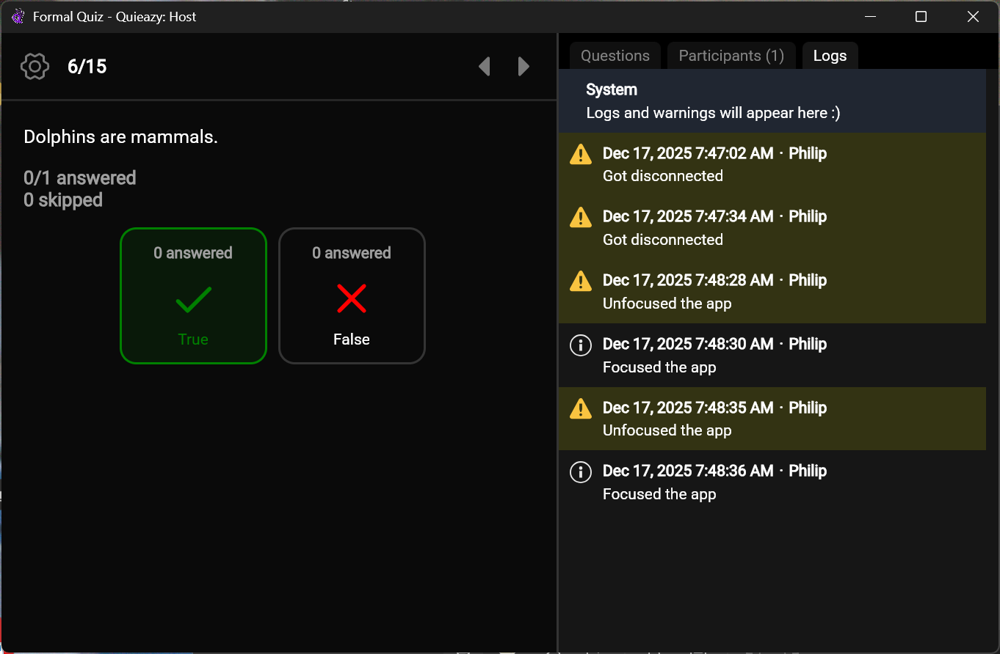 Formal Quiz - Quieazy: Host
6/15
Dolphins are mammals.
0/1 answered
0 skipped
0 answered
True
0 answered
False
Questions
Participants (1)
Logs
System
Logs and warnings will appear here :)
Dec 17, 2025 7:47:02 AM · Philip
Got disconnected
Dec 17, 2025 7:47:34 AM · Philip
Got disconnected
Dec 17, 2025 7:48:28 AM · Philip
Unfocused the app
Dec 17, 2025 7:48:30 AM · Philip
Focused the app
Dec 17, 2025 7:48:35 AM · Philip
Unfocused the app
Dec 17, 2025 7:48:36 AM · Philip
Focused the app